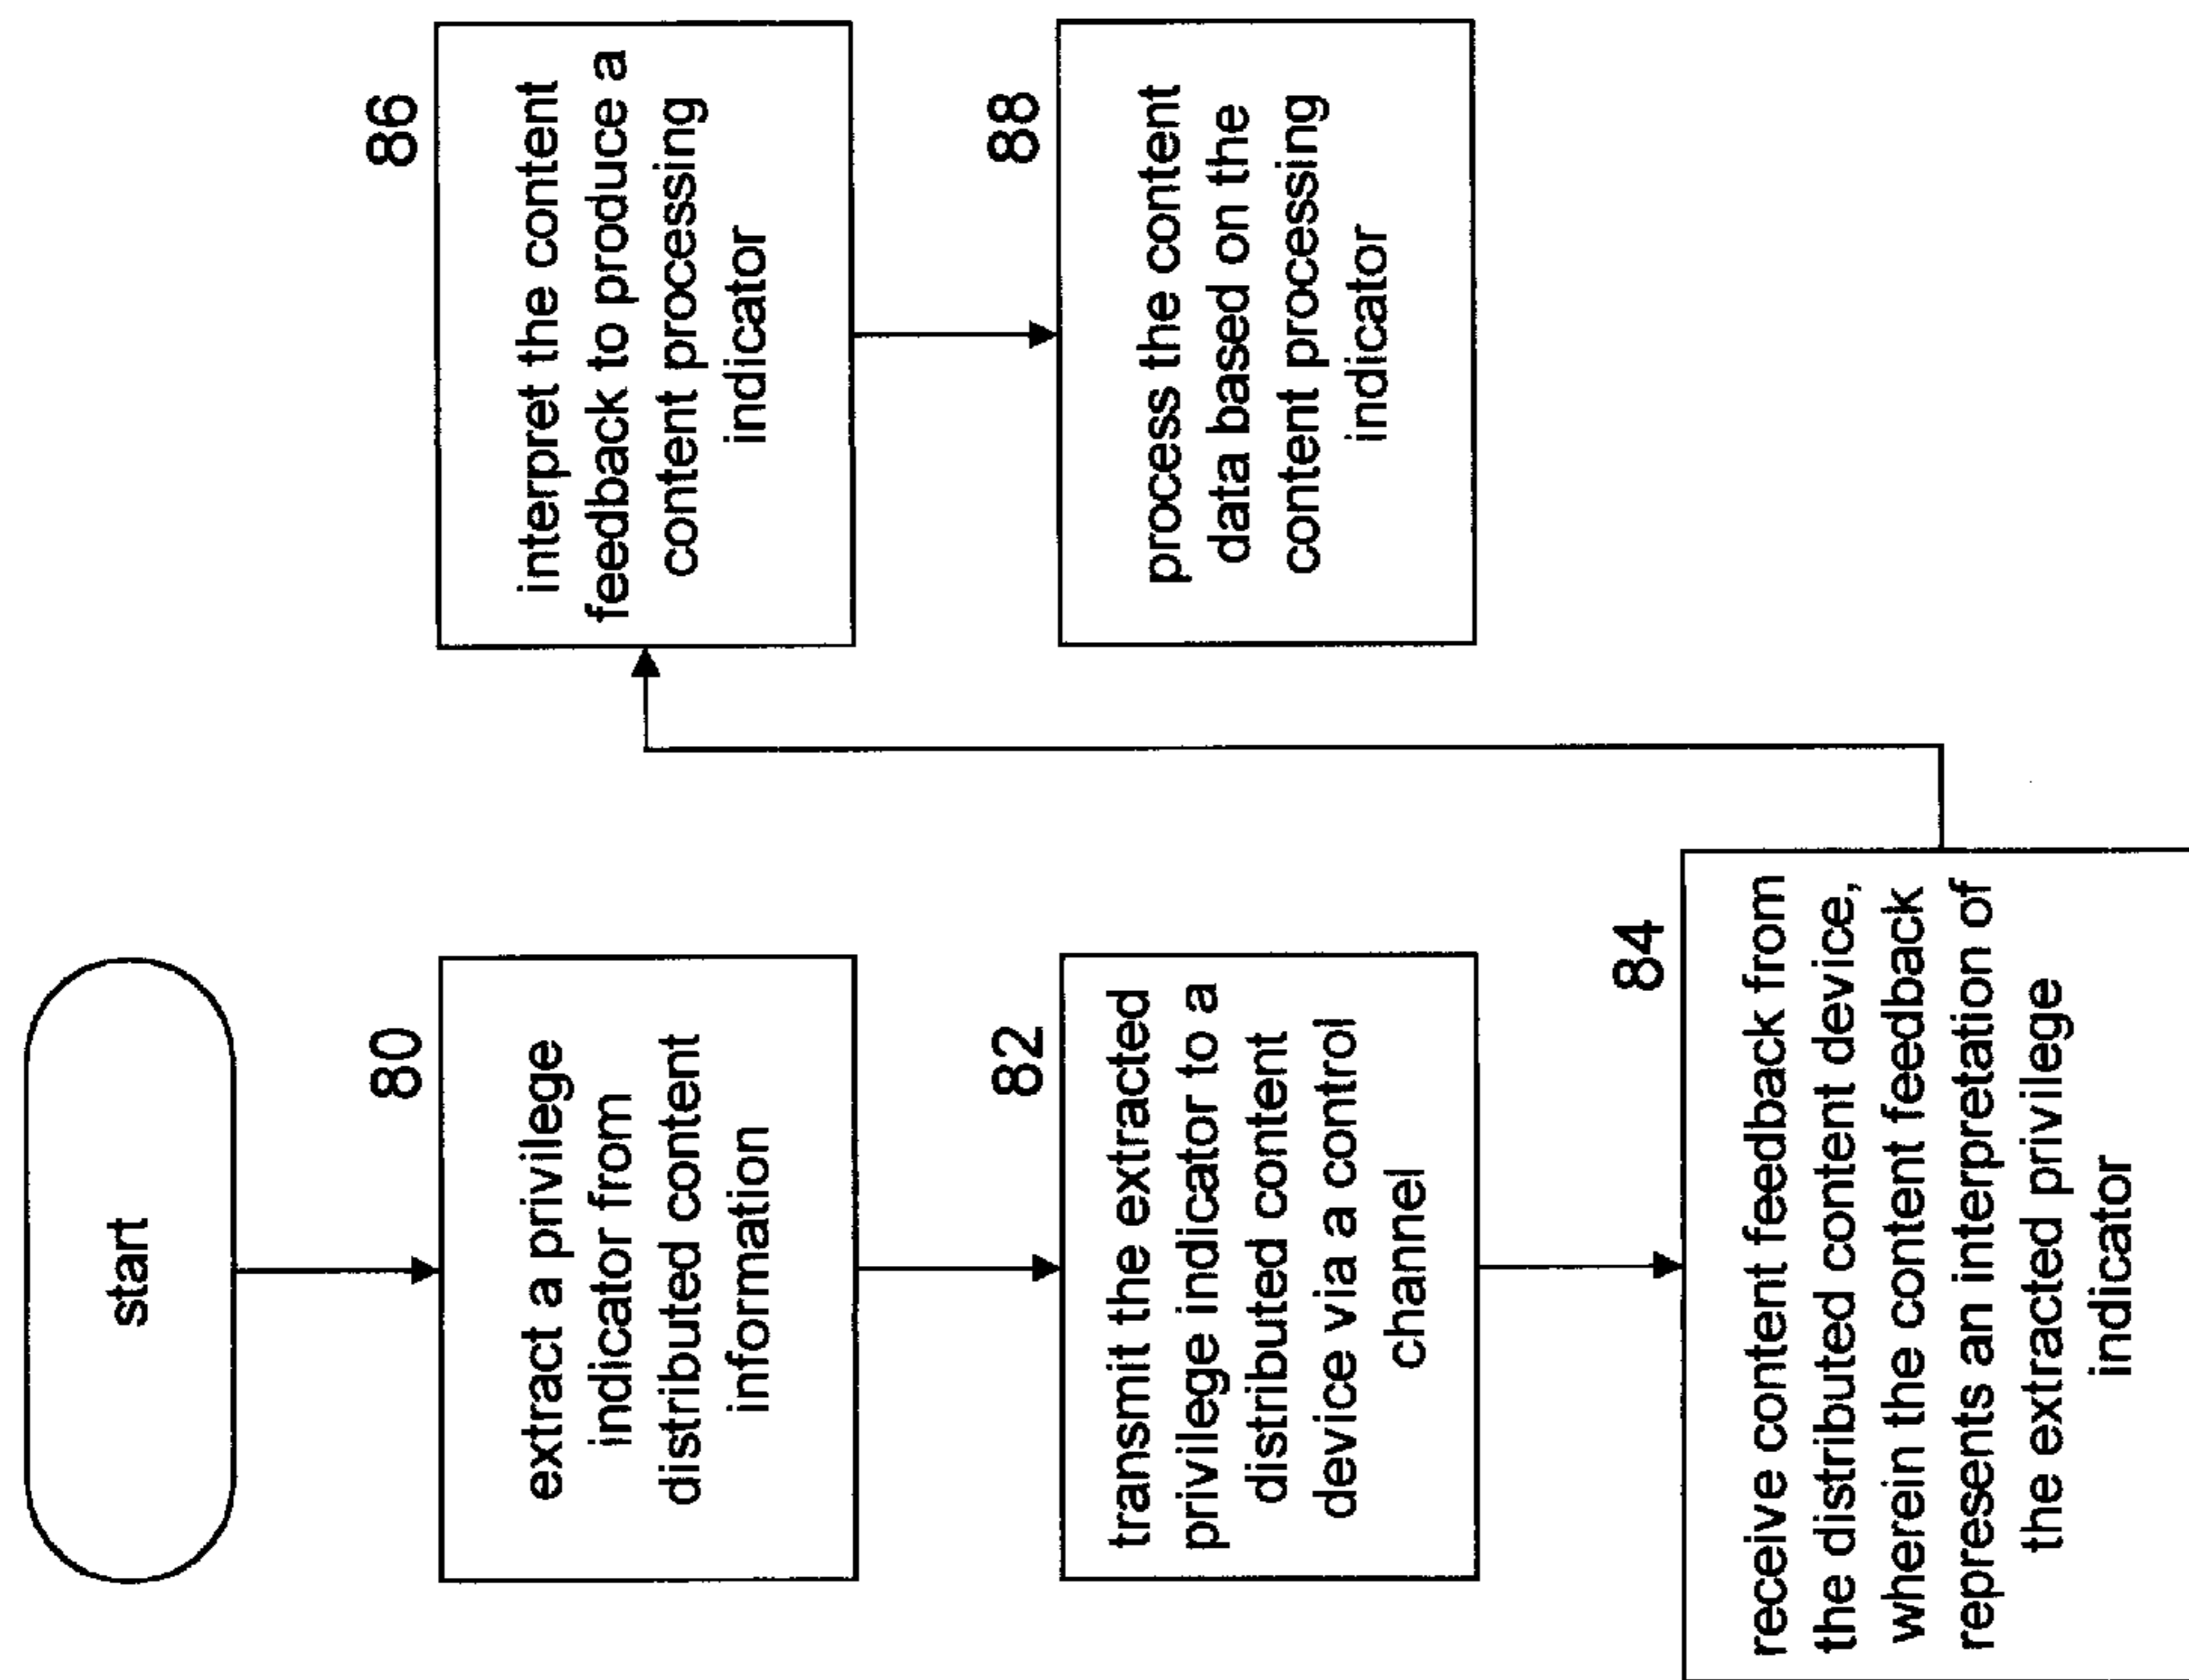 start
80
extract a privilege
indicator from
distributed content
information
82
transmit the extracted
privilege indicator to a
distributed content
device via a control
channel
84
receive content feedback from
the distributed content device,
wherein the content feedback
represents an interpretation of
the extracted privilege
indicator
86
interpret the content
feedback to produce a
content processing
indicator
88
process the content
data based on the
content processing
indicator